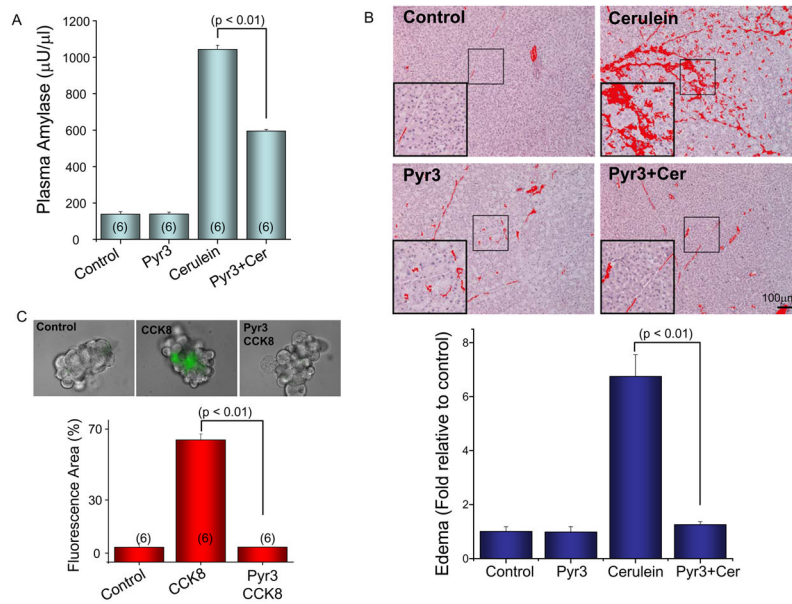 A
Plasma Amylase (μU/μl)
1200
1000
800
600
400
200
0
(p < 0.01)
(6)
(6)
(6)
(6)
Control
Pyr3
Cerulein
Pyr3+Cer
B
Control
Cerulein
Pyr3
Pyr3+Cer
100μm
Edema (Fold relative to control)
8
6
4
2
0
(p < 0.01)
Control
Pyr3
Cerulein
Pyr3+Cer
C
Control
CCK8
Pyr3
CCK8
Fluorescence Area (%)
70
30
0
(p < 0.01)
(6)
(6)
(6)
Control
CCK8
Pyr3
CCK8